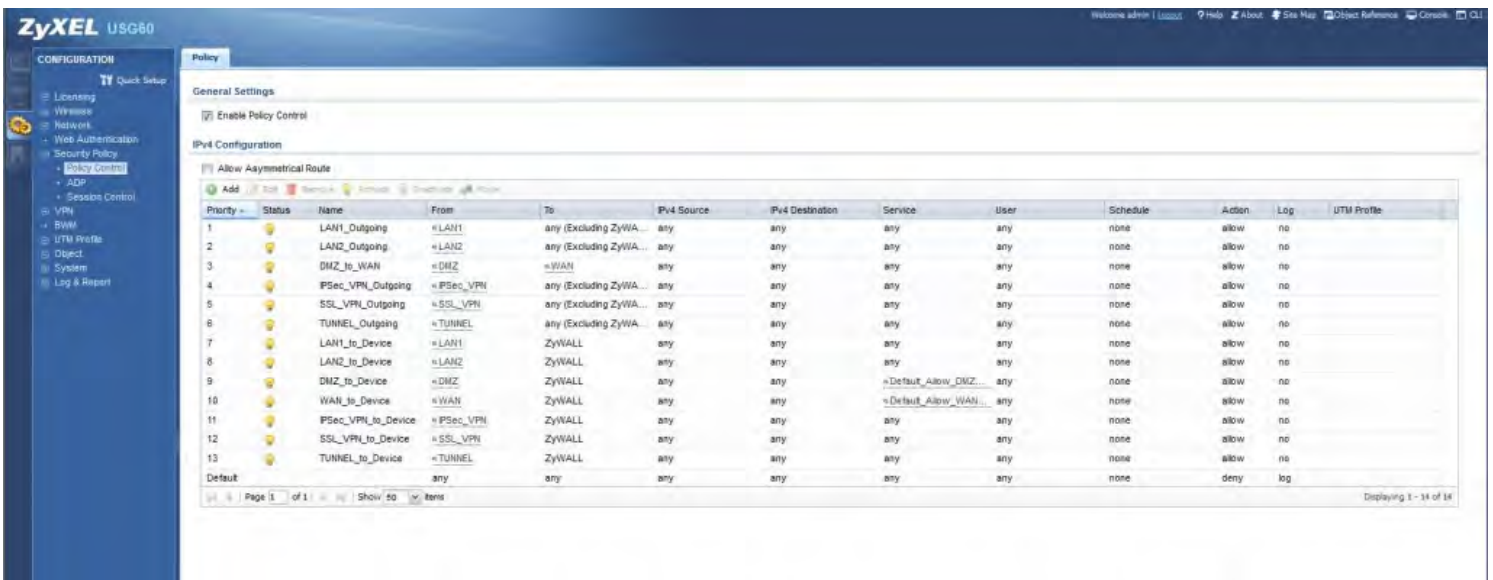 ZyXEL USG60
Welcome admin | Logout ? Help Z About Site Map Object Reference Console CLI
CONFIGURATION
Quick Setup
Licensing
Wireless
Network
Web Authentication
Security Policy
Policy Control
ADP
Session Control
VPN
BWM
UTM Profile
Object
System
Log & Report
Policy
General Settings
Enable Policy Control
IPv4 Configuration
Allow Asymmetrical Route
Add Edit Remove Activate Inactivate Move
Priority Status Name From To IPv4 Source IPv4 Destination Service User Schedule Action Log UTM Profile
1 LAN1_Outgoing LAN1 any (Excluding ZyWA... any any any any none allow no
2 LAN2_Outgoing LAN2 any (Excluding ZyWA... any any any any none allow no
3 DMZ_to_WAN DMZ WAN any any any any none allow no
4 IPSec_VPN_Outgoing IPSec_VPN any (Excluding ZyWA... any any any any none allow no
5 SSL_VPN_Outgoing SSL_VPN any (Excluding ZyWA... any any any any none allow no
6 TUNNEL_Outgoing TUNNEL any (Excluding ZyWA... any any any any none allow no
7 LAN1_to_Device LAN1 ZyWALL any any any any none allow no
8 LAN2_to_Device LAN2 ZyWALL any any any any none allow no
9 DMZ_to_Device DMZ ZyWALL any any Default_Allow_DMZ... any none allow no
10 WAN_to_Device WAN ZyWALL any any Default_Allow_WAN... any none allow no
11 IPSec_VPN_to_Device IPSec_VPN ZyWALL any any any any none allow no
12 SSL_VPN_to_Device SSL_VPN ZyWALL any any any any none allow no
13 TUNNEL_to_Device TUNNEL ZyWALL any any any any none allow no
Default any any any any any any none deny log
Page 1 of 1 Show 50 items
Displaying 1 - 14 of 14